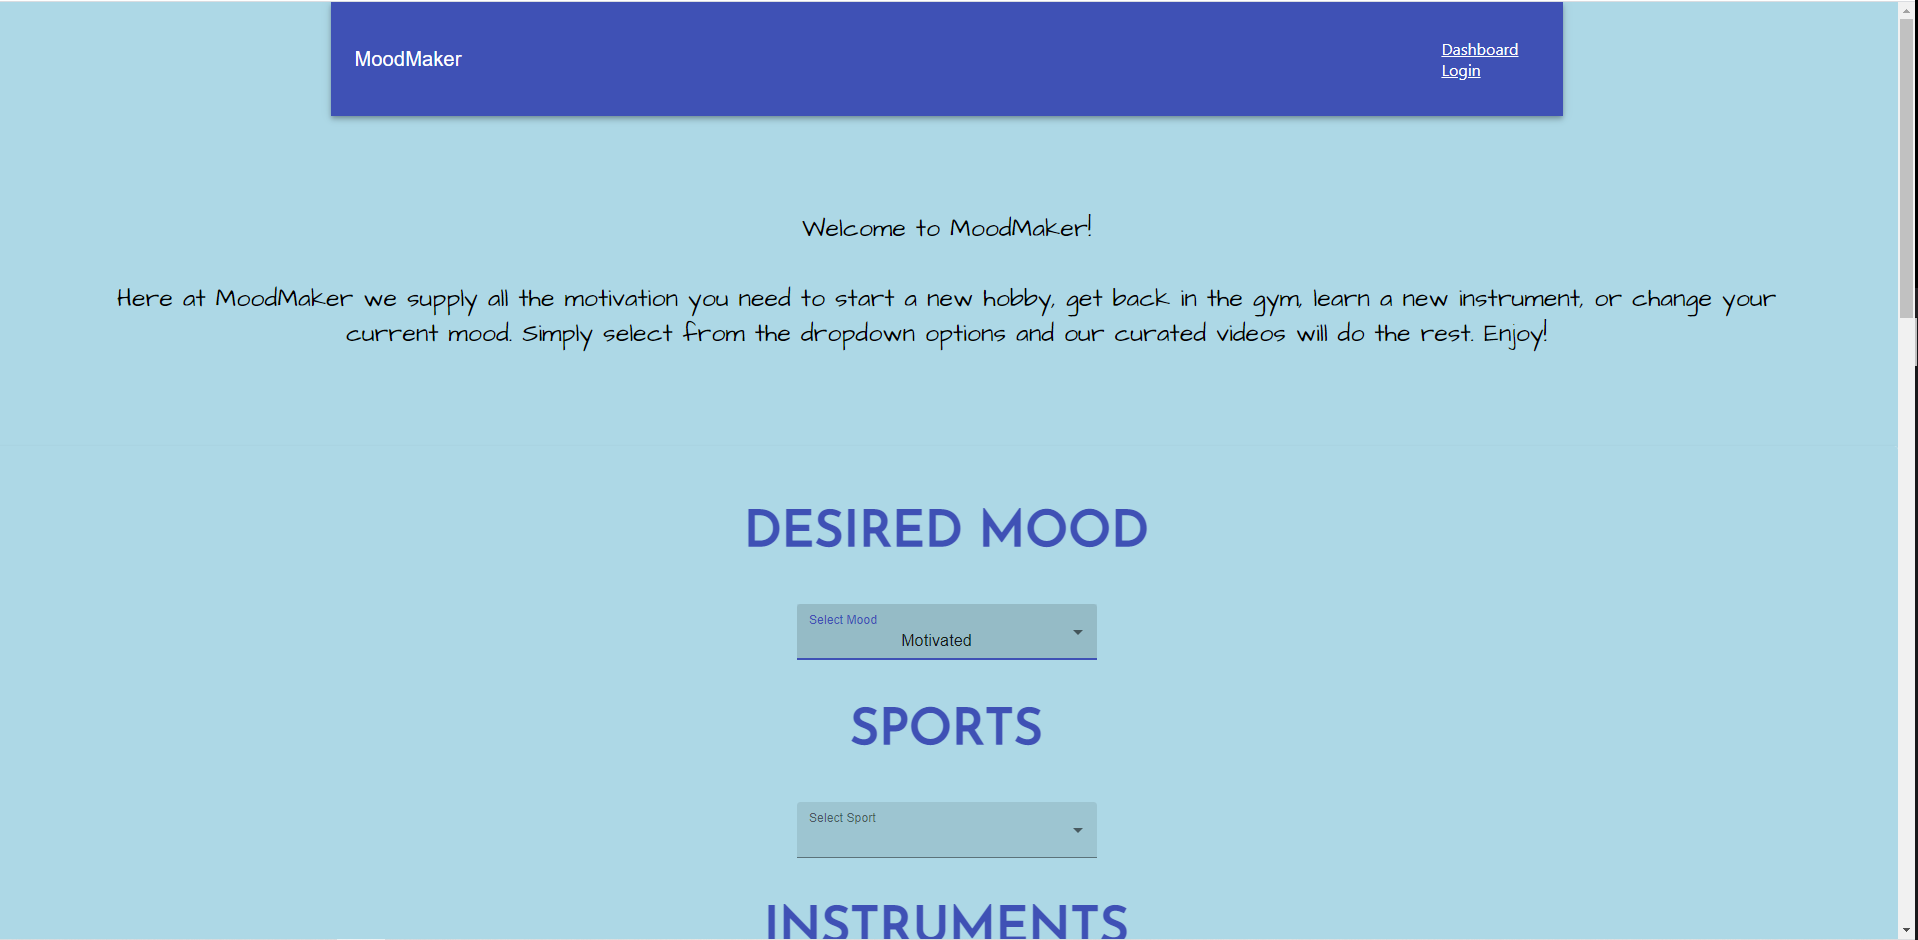 MoodMaker
Dashboard
Login
Welcome to MoodMaker!
Here at MoodMaker we supply all the motivation you need to start a new hobby, get back in the gym, learn a new instrument, or change your
current mood. Simply select from the dropdown options and our curated videos will do the rest. Enjoy!
DESIRED MOOD
Select Mood
Motivated
SPORTS
Select Sport
INSTRUMENTS